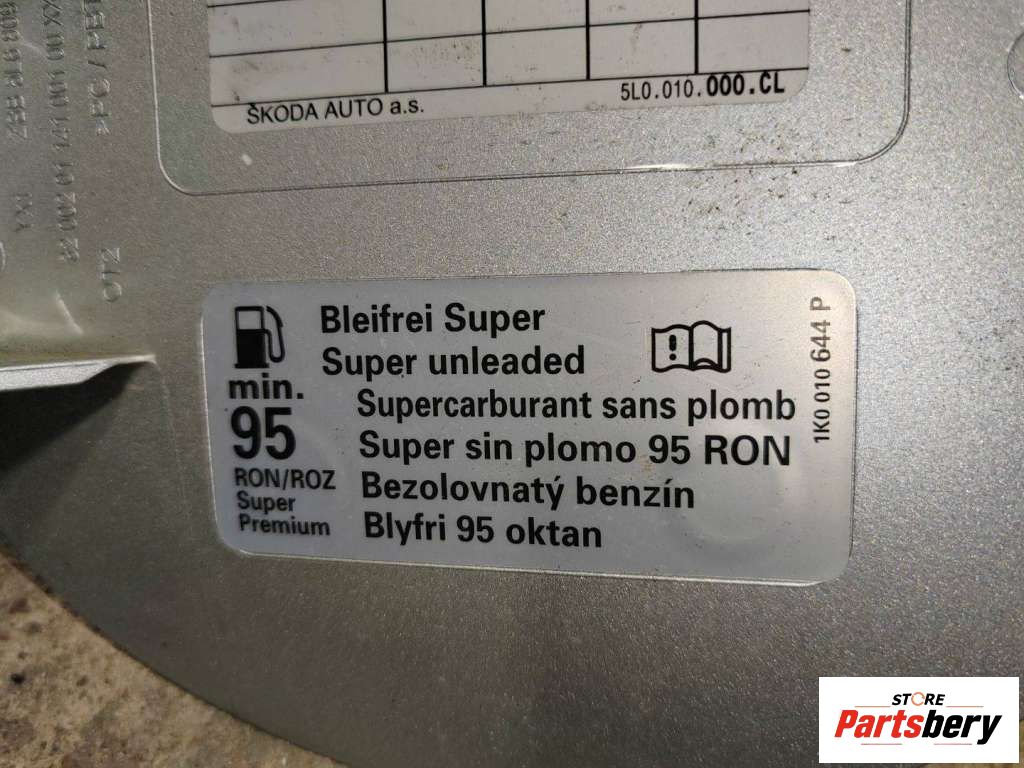 ŠKODA AUTO a.s.
5L0.010.000.CL
Bleifrei Super
Super unleaded
Supercarburant sans plomb
Super sin plomo 95 RON
Bezolovnatý benzín
Blyfri 95 oktan
min.
95
RON/ROZ
Super
Premium
1K0 010 644 P
OT2
STORE
Partsbery